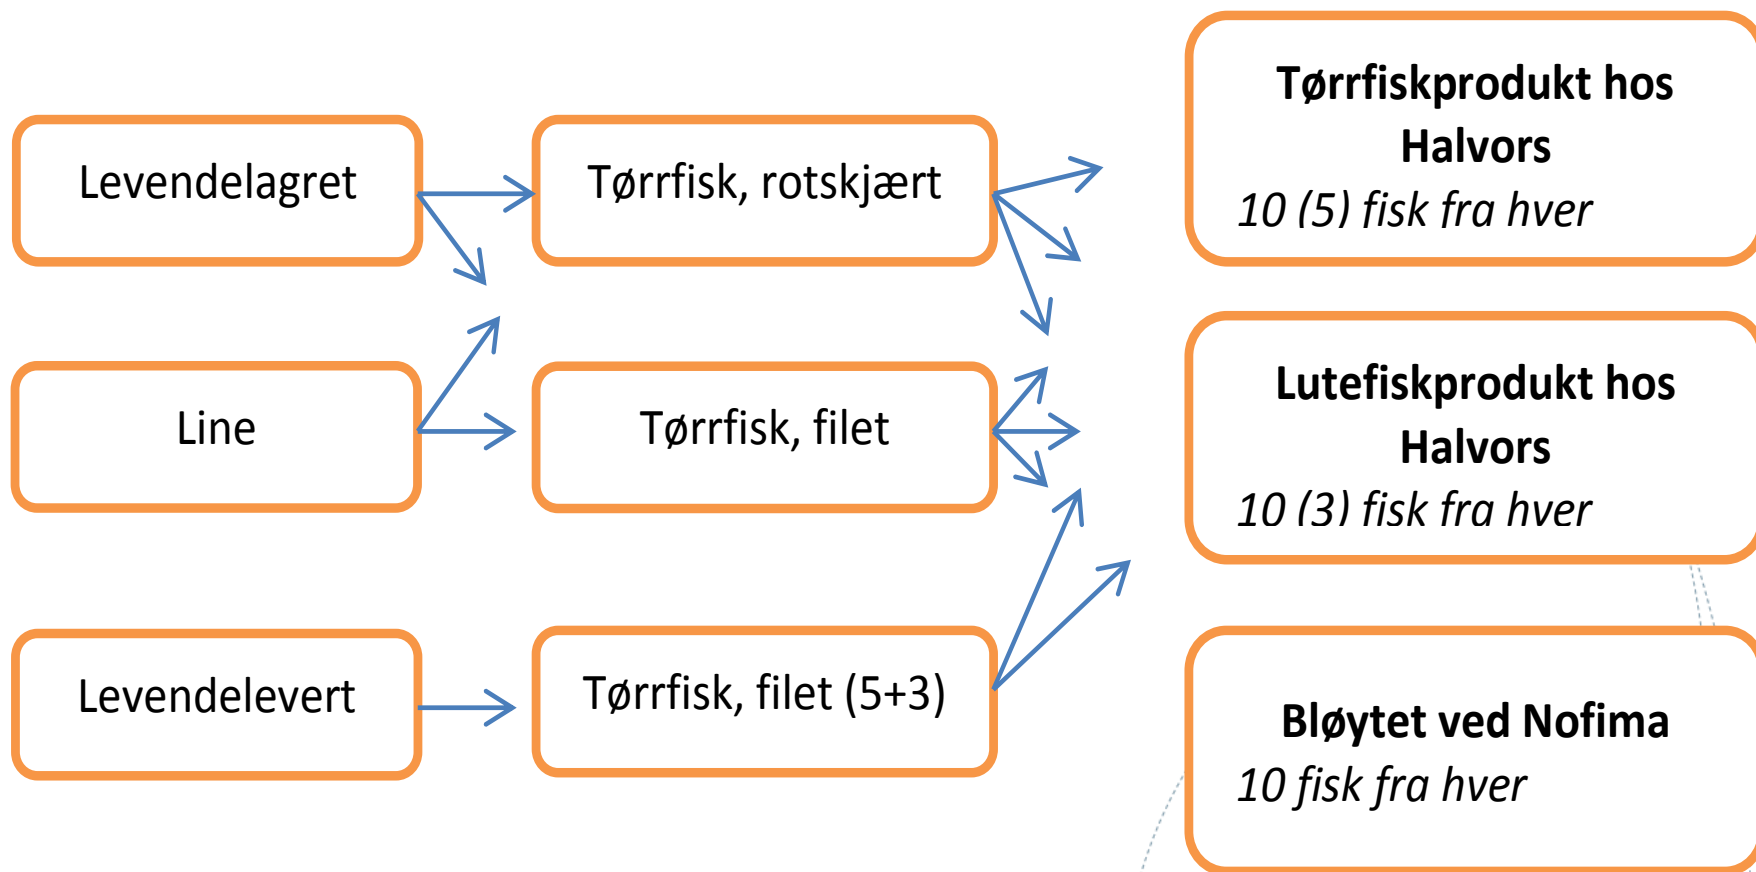 Levendelagret
Line
Levendelevert
Tørrfisk, rotskjært
Tørrfisk, filet
Tørrfisk, filet (5+3)
Tørrfiskprodukt hos
Halvors
10 (5) fisk fra hver
Lutefiskprodukt hos
Halvors
10 (3) fisk fra hver
Bløytet ved Nofima
10 fisk fra hver